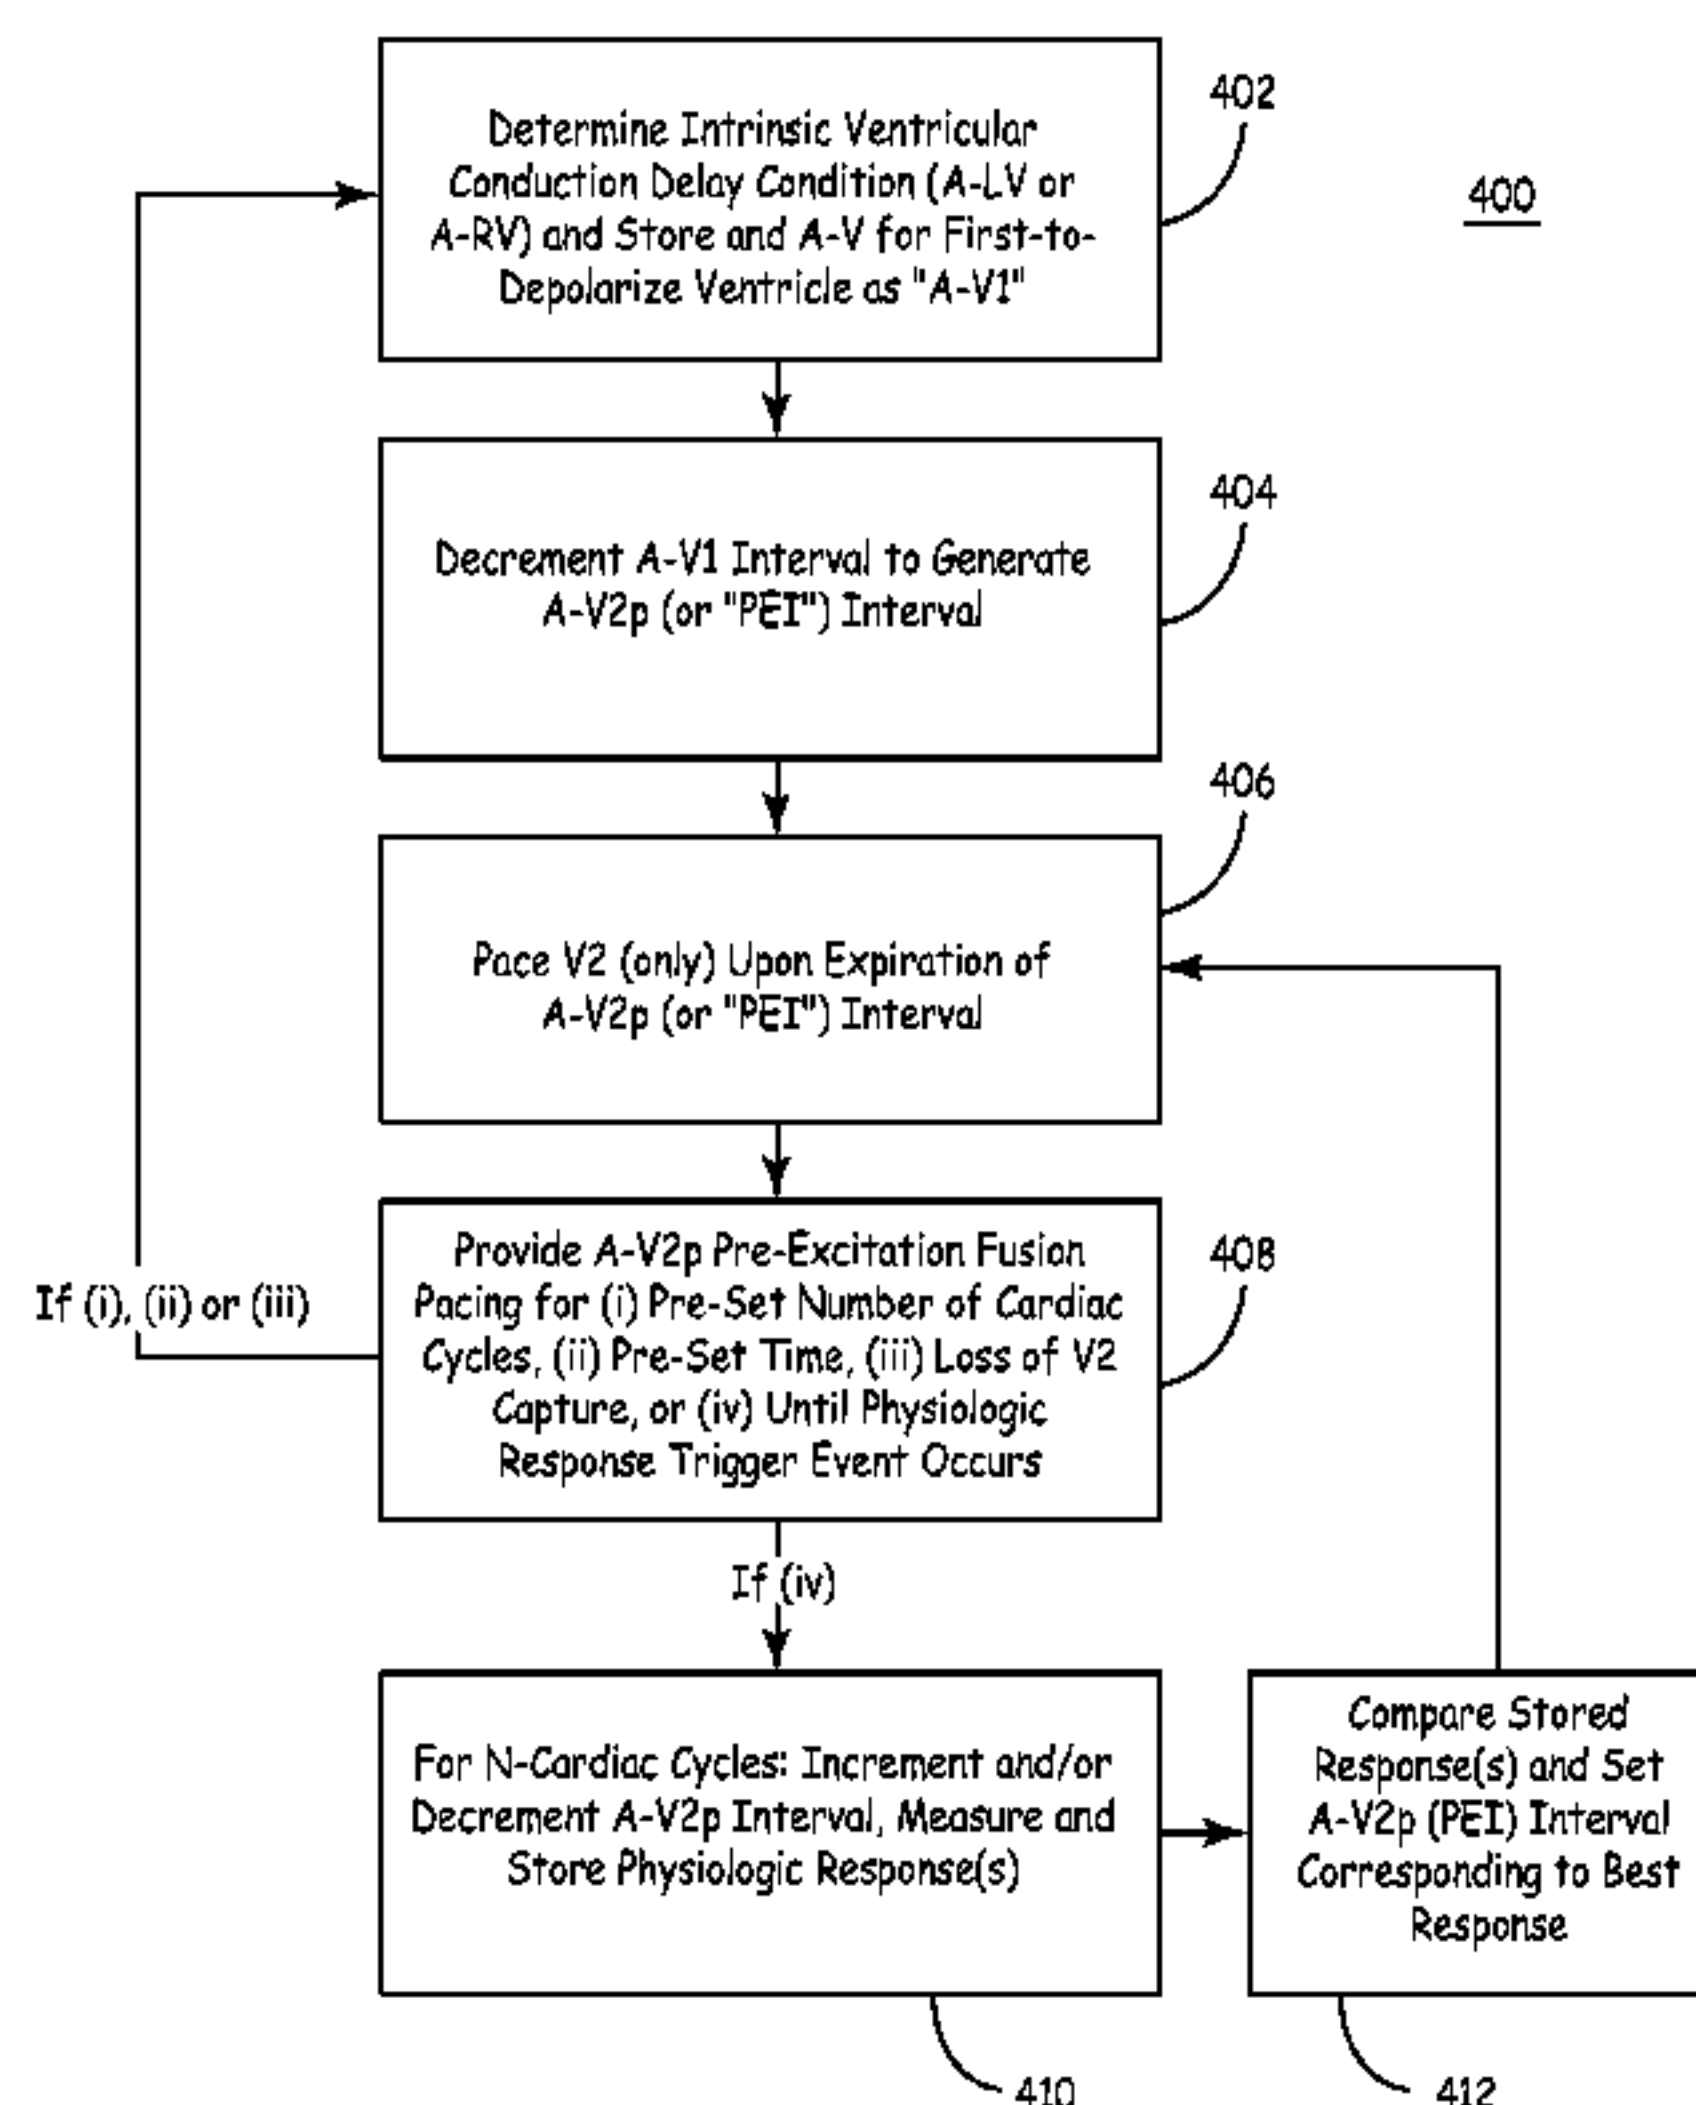 402
Determine Intrinsic Ventricular
Conduction Delay Condition (A-LV or
A-RV) and Store and A-V for First-to-
Depolarize Ventricle as "A-V1"
400
404
Decrement A-V1 Interval to Generate
A-V2p (or "PEI") Interval
406
Pace V2 (only) Upon Expiration of
A-V2p (or "PEI") Interval
408
Provide A-V2p Pre-Excitation Fusion
Pacing for (i) Pre-Set Number of Cardiac
Cycles, (ii) Pre-Set Time, (iii) Loss of V2
Capture, or (iv) Until Physiologic
Response Trigger Event Occurs
If (i), (ii) or (iii)
If (iv)
For N-Cardiac Cycles: Increment and/or
Decrement A-V2p Interval, Measure and
Store Physiologic Response(s)
Compare Stored
Response(s) and Set
A-V2p (PEI) Interval
Corresponding to Best
Response
410
412